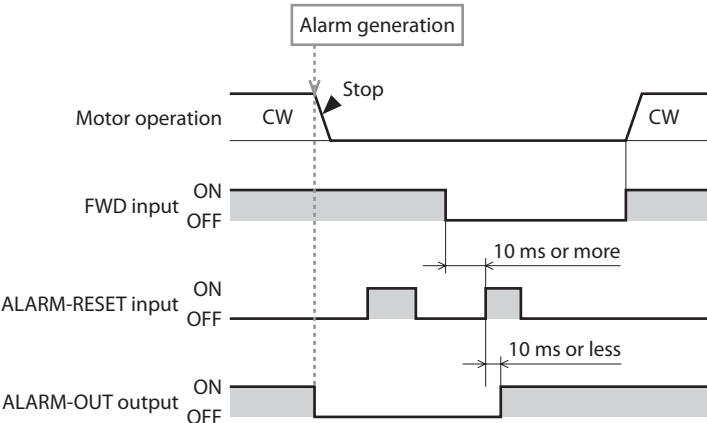 Alarm generation
Stop
Motor operation
CW
CW
FWD input
ON
OFF
10 ms or more
ALARM-RESET input
ON
OFF
10 ms or less
ALARM-OUT output
ON
OFF